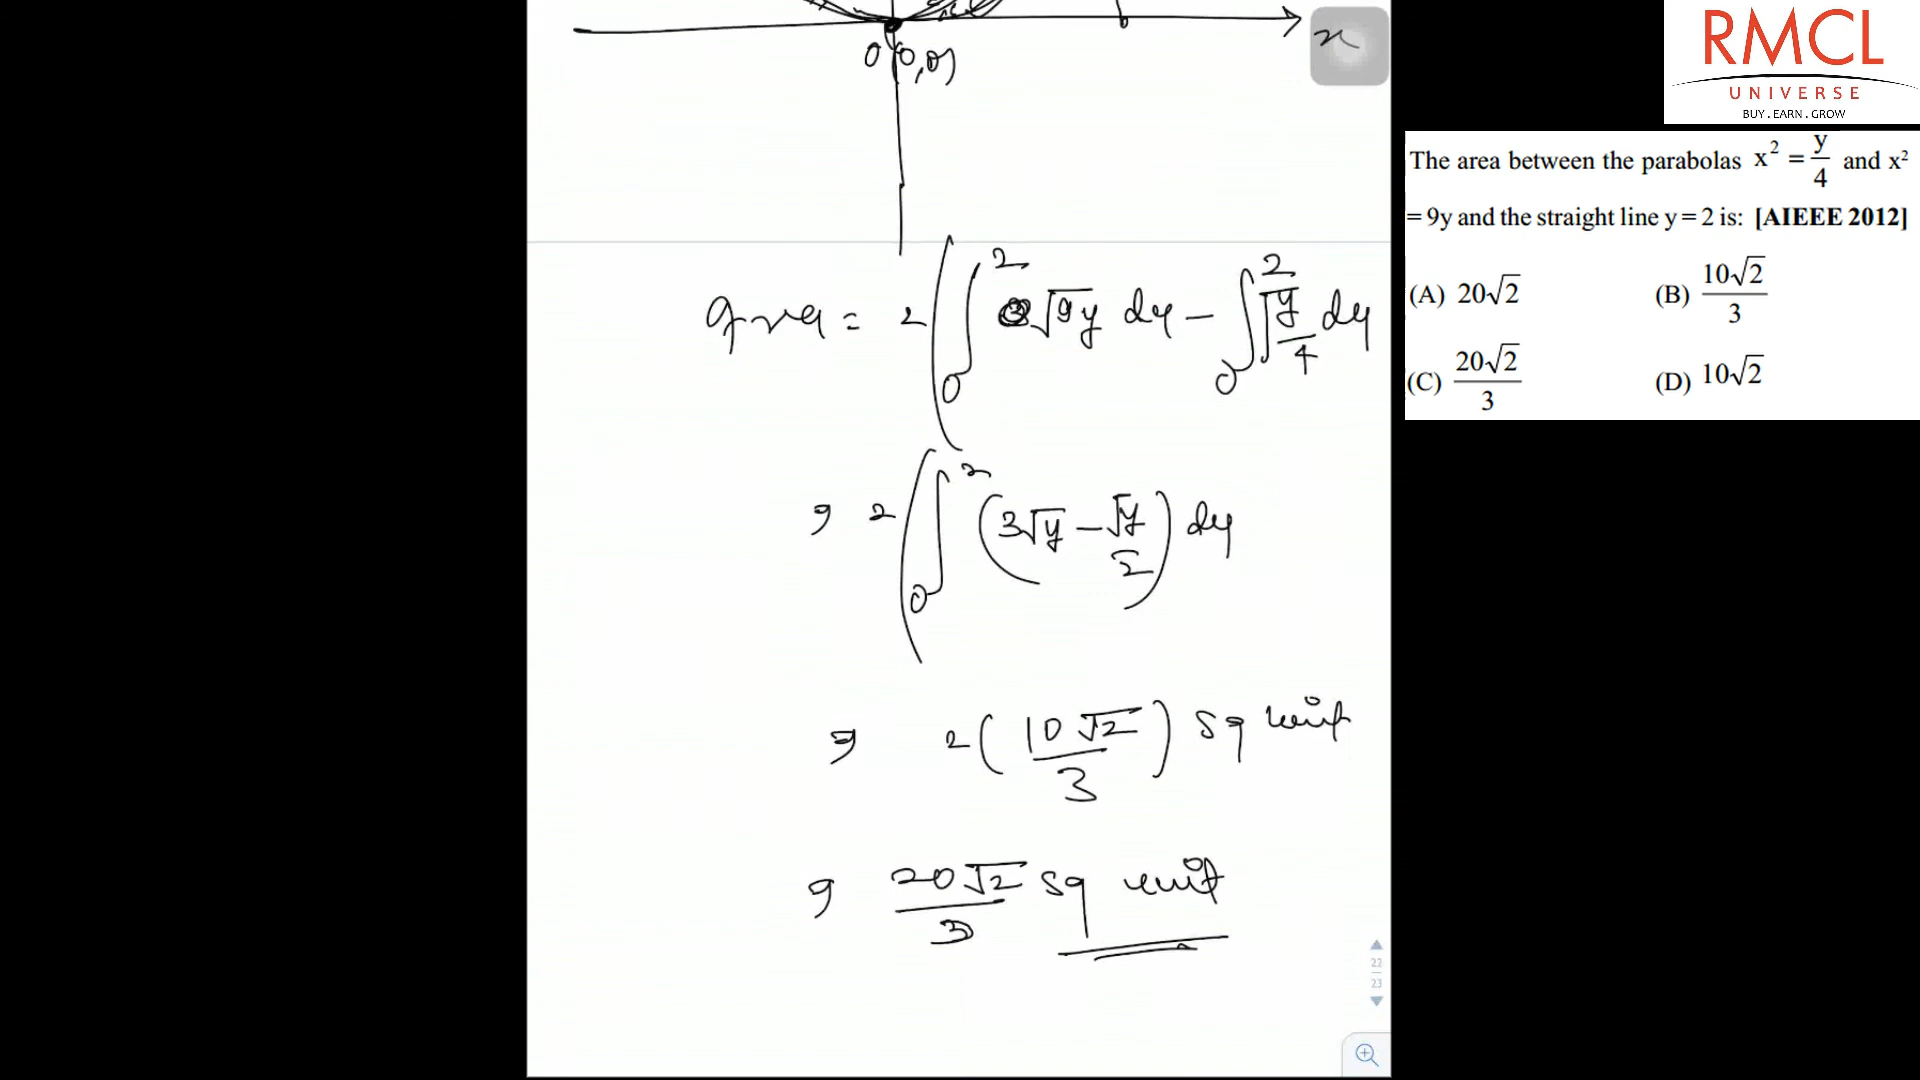 RMCL
UNIVERSE
BUY . EARN . GROW
x
0 (0,0)
The area between the parabolas x² = y/4 and x²
= 9y and the straight line y = 2 is: [AIEEE 2012]
(A) 20√2 (B) 10√2/3
(C) 20√2/3 (D) 10√2
Area = 2(∫₀² √9y dy − ∫₀² √y/4 dy
2(∫₀² (3√y − √y/2) dy
2(10√2/3) sq unit
20√2/3 sq unit
22
23